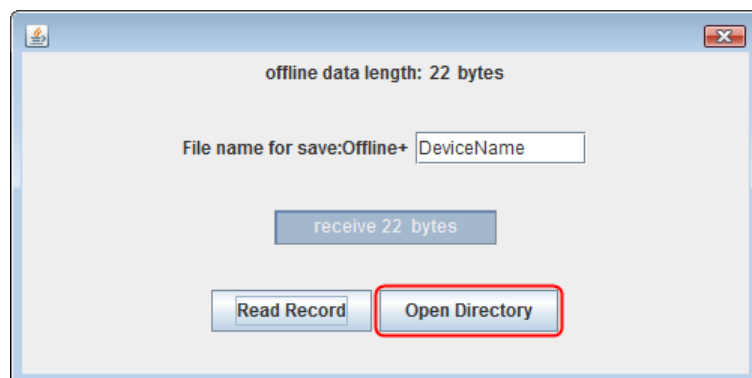 offline data length: 22 bytes
File name for save:Offline+ DeviceName
receive 22 bytes
Read Record Open Directory